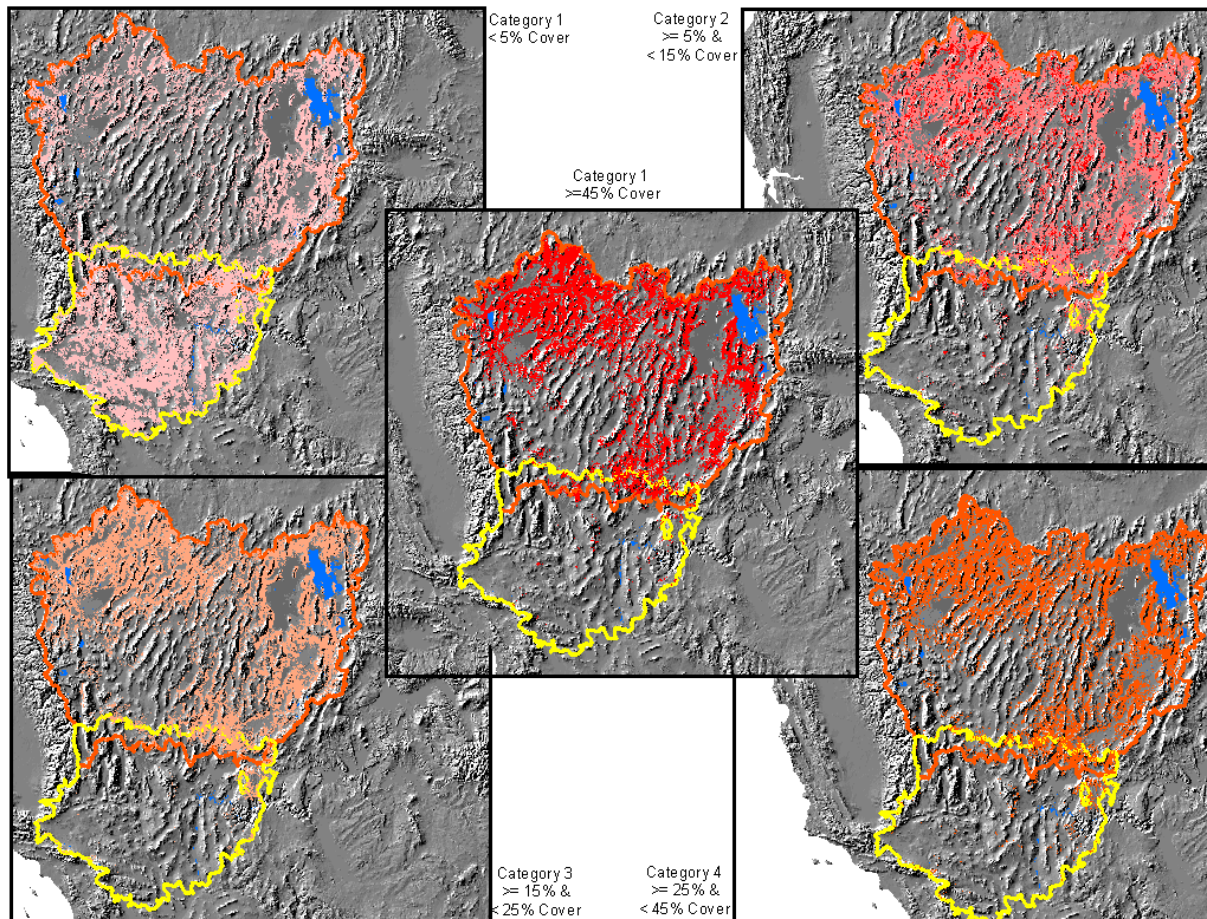 Category 1
< 5% Cover
Category 2
>= 5% &
< 15% Cover
Category 1
>=45% Cover
Category 3
>= 15% &
< 25% Cover
Category 4
>= 25% &
< 45% Cover